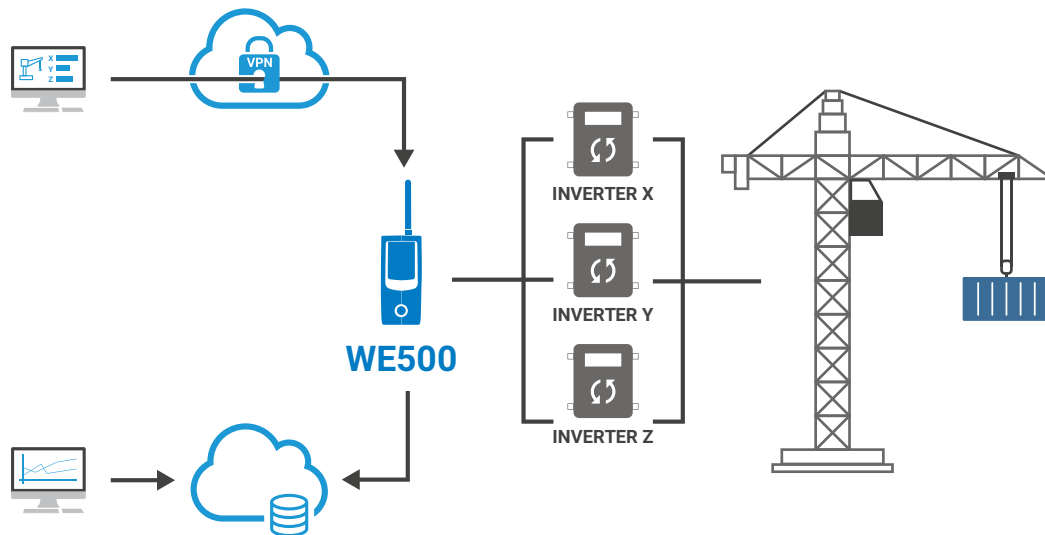 X
Y
Z
VPN
INVERTER X
INVERTER Y
WE500
INVERTER Z